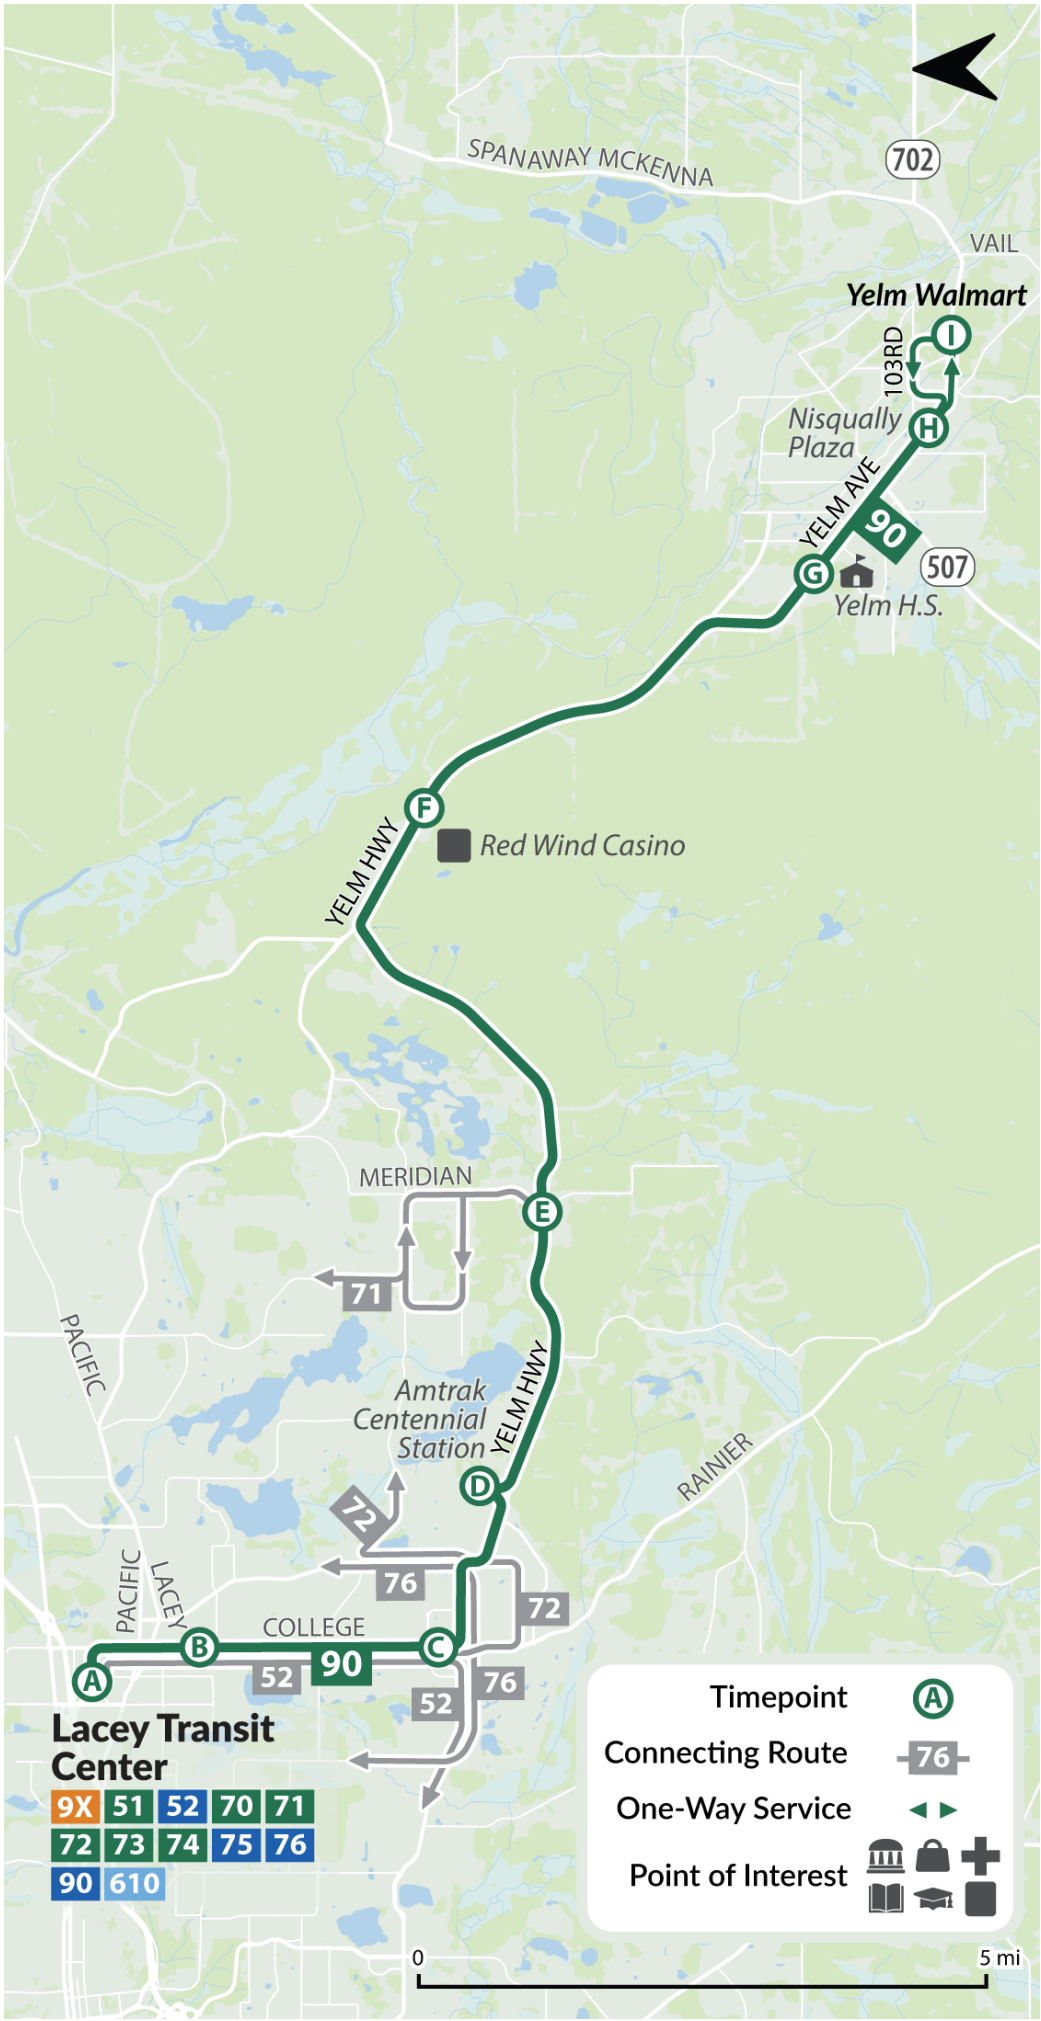 SPANAWAY MCKENNA
702
VAIL
Yelm Walmart
I
103RD
Nisqually
Plaza
H
YELM AVE
90
507
G
Yelm H.S.
F
YELM HWY
Red Wind Casino
MERIDIAN
E
71
PACIFIC
YELM HWY
Amtrak
Centennial
Station
D
RAINIER
72
76
72
PACIFIC
LACEY
COLLEGE
B
C
90
52
A
76
52
Lacey Transit
Center
9X 51 52 70 71
72 73 74 75 76
90 610
Timepoint A
Connecting Route 76
One-Way Service
Point of Interest
0 5 mi